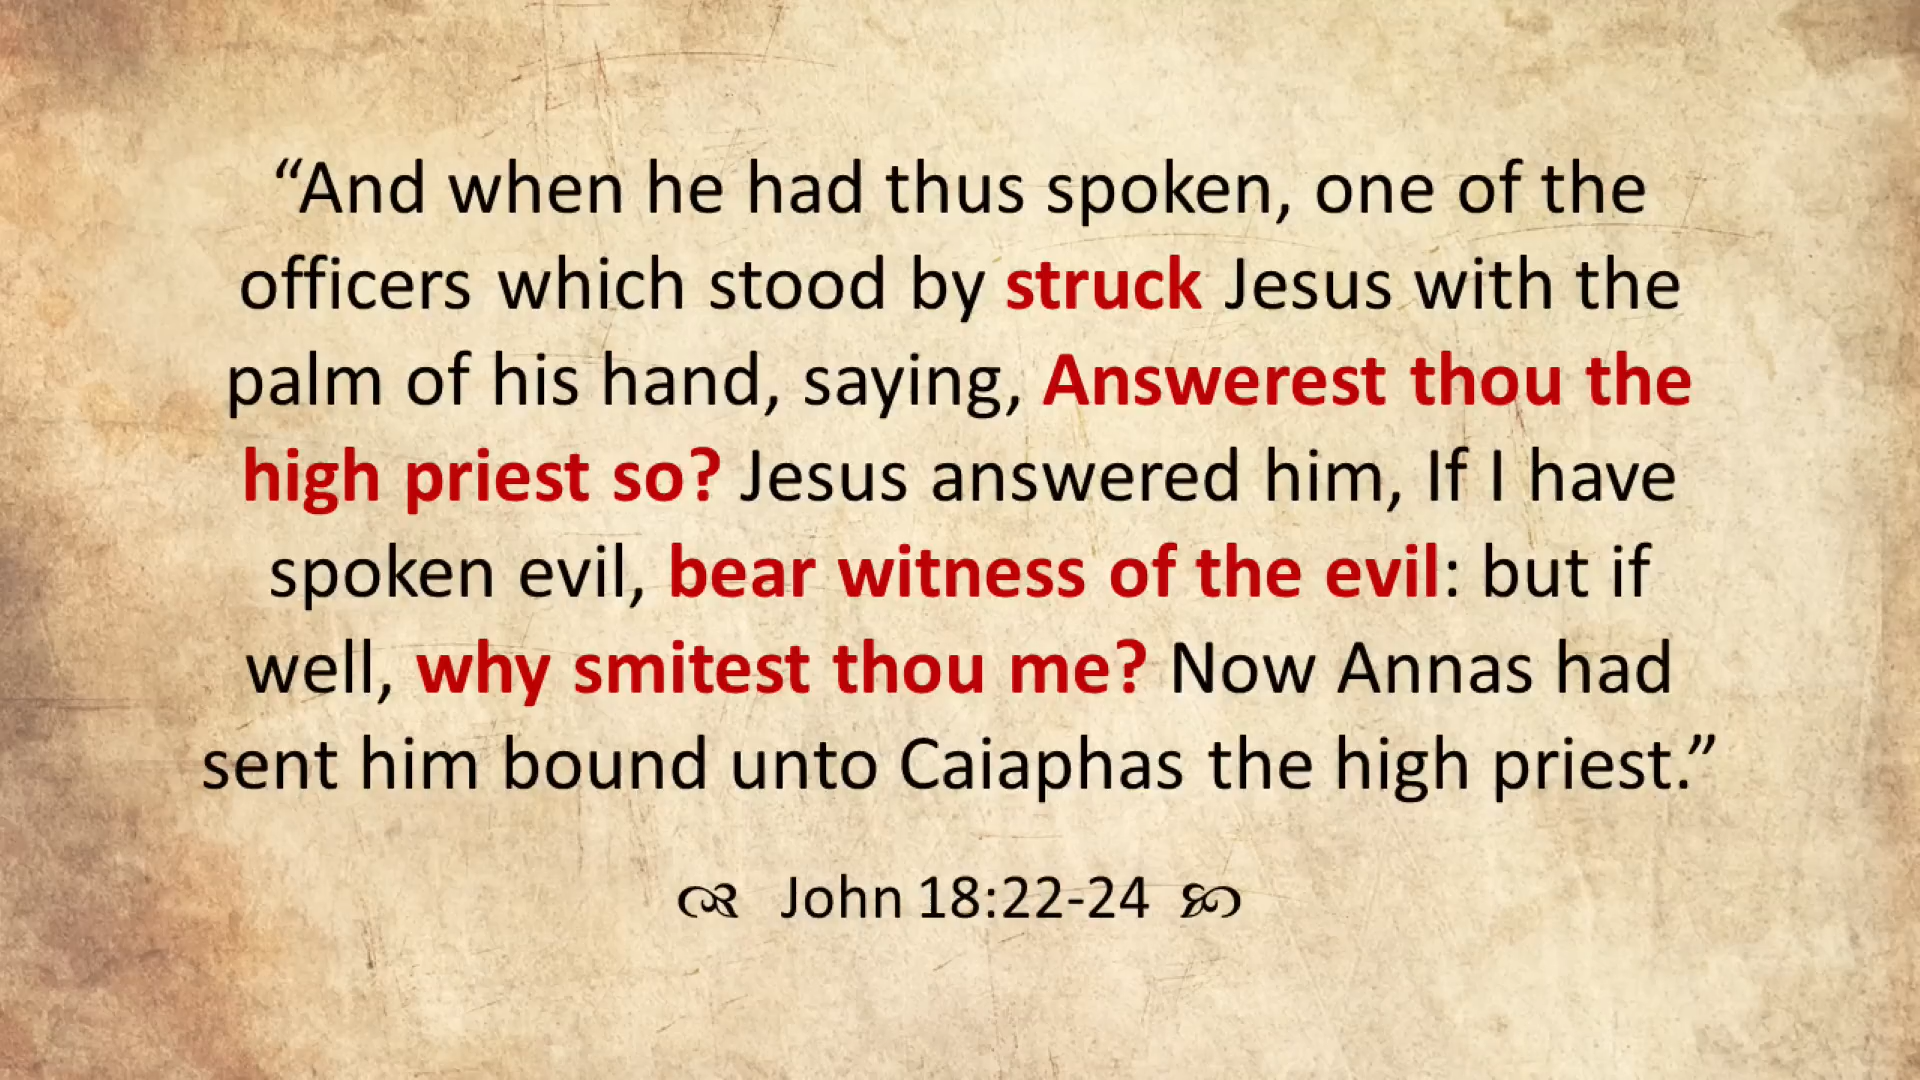 “And when he had thus spoken, one of the
officers which stood by struck Jesus with the
palm of his hand, saying, Answerest thou the
high priest so? Jesus answered him, If I have
spoken evil, bear witness of the evil: but if
well, why smitest thou me? Now Annas had
sent him bound unto Caiaphas the high priest.”
John 18:22-24